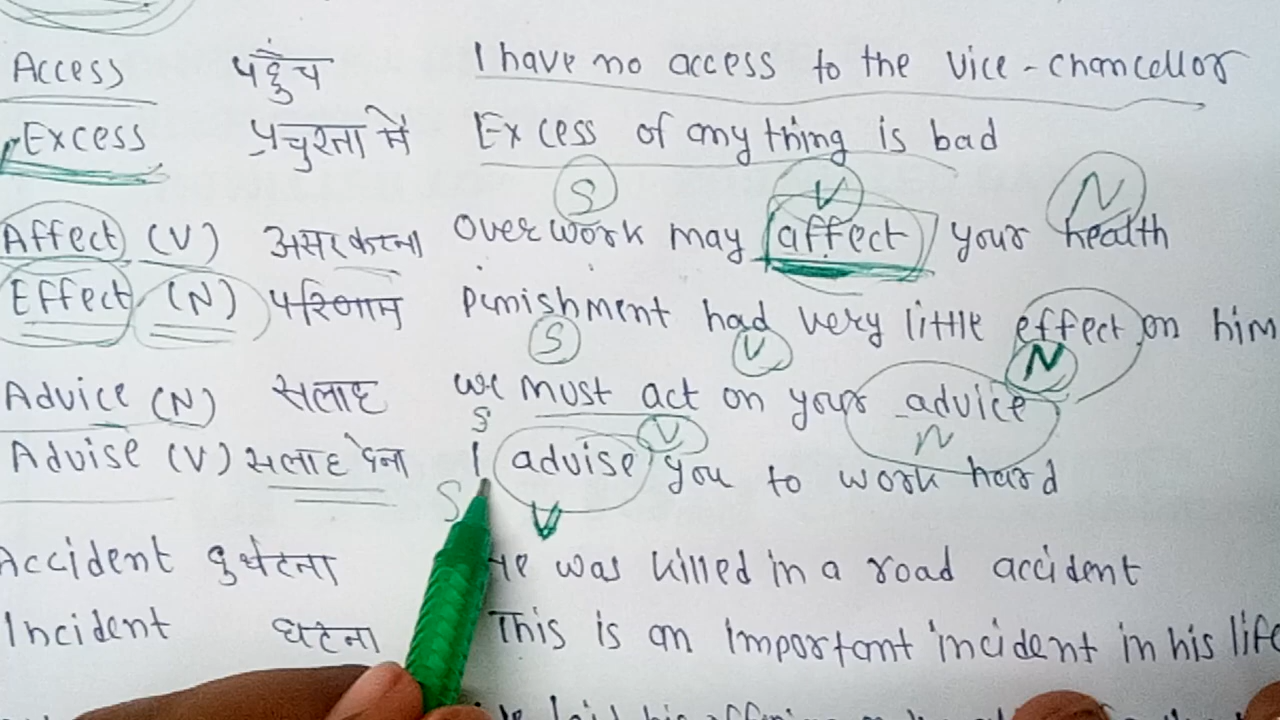 Access पहुँच I have no access to the vice-chancellor
Excess प्रचुरता में Excess of any thing is bad
S V N
Affect (V) असर करना Over work may affect your health
Effect (N) परिणाम Punishment had very little effect on him
S V N
Advice (N) सलाह We must act on your advice
S V N
Advise (V) सलाह देना I advise you to work hard
S V
Accident दुर्घटना He was killed in a road accident
Incident घटना This is an important incident in his life
his